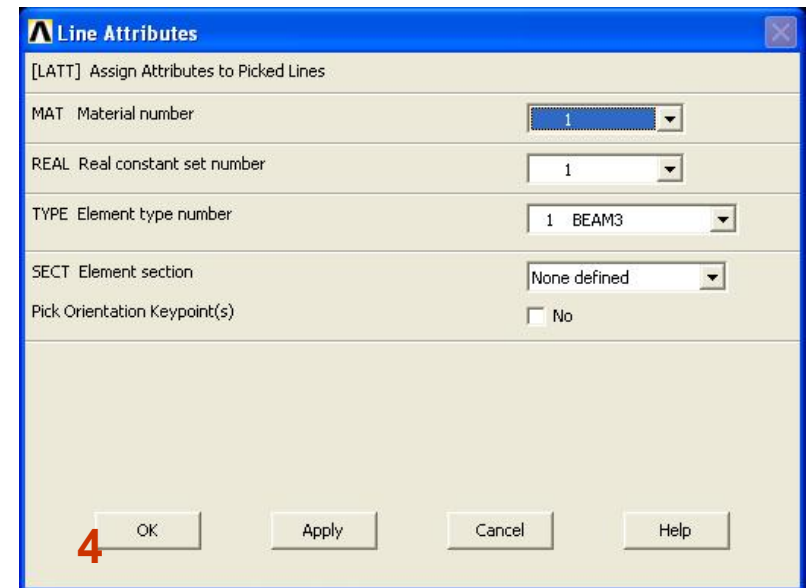 Line Attributes
[LATT] Assign Attributes to Picked Lines
MAT Material number 1
REAL Real constant set number 1
TYPE Element type number 1 BEAM3
SECT Element section None defined
Pick Orientation Keypoint(s) No
4 OK Apply Cancel Help